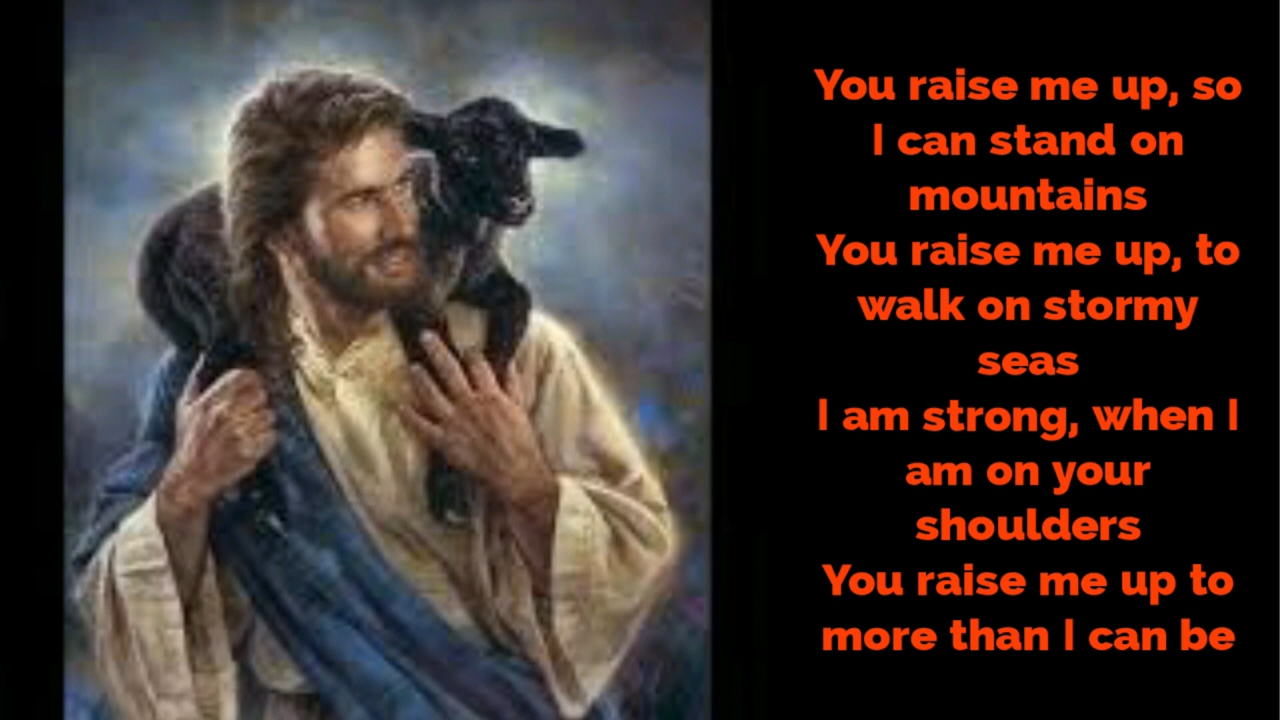 You raise me up, so
I can stand on
mountains
You raise me up, to
walk on stormy
seas
I am strong, when I
am on your
shoulders
You raise me up to
more than I can be